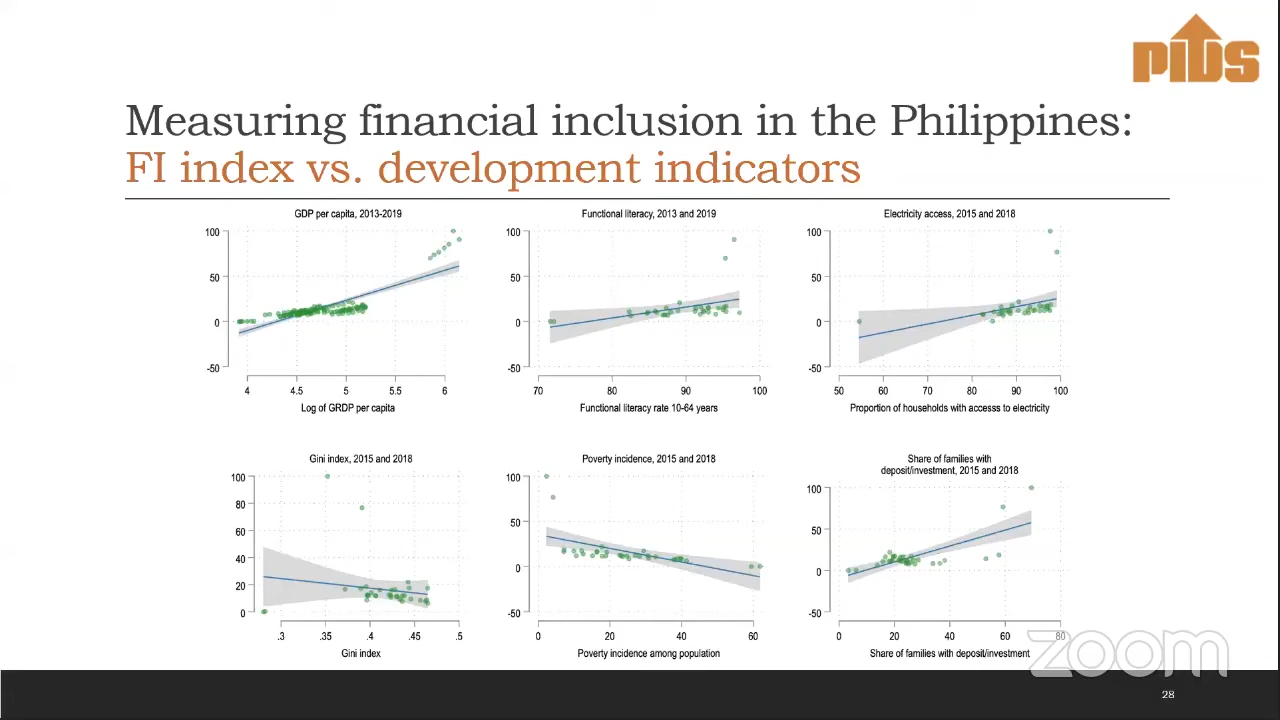 PIDS
Measuring financial inclusion in the Philippines:
FI index vs. development indicators
GDP per capita, 2013-2019
100
50
0
-50
4 4.5 5 5.5 6
Log of GRDP per capita
Functional literacy, 2013 and 2019
100
50
0
-50
70 80 90 100
Functional literacy rate 10-64 years
Electricity access, 2015 and 2018
100
50
0
-50
50 60 70 80 90 100
Proportion of households with accesss to electricity
Gini index, 2015 and 2018
100
80
60
40
20
0
.3 .35 .4 .45 .5
Gini index
Poverty incidence, 2015 and 2018
100
50
0
-50
0 20 40 60
Poverty incidence among population
Share of families with
deposit/investment, 2015 and 2018
100
50
0
-50
0 20 40 60 80
Share of families with deposit/investment
zoom
28